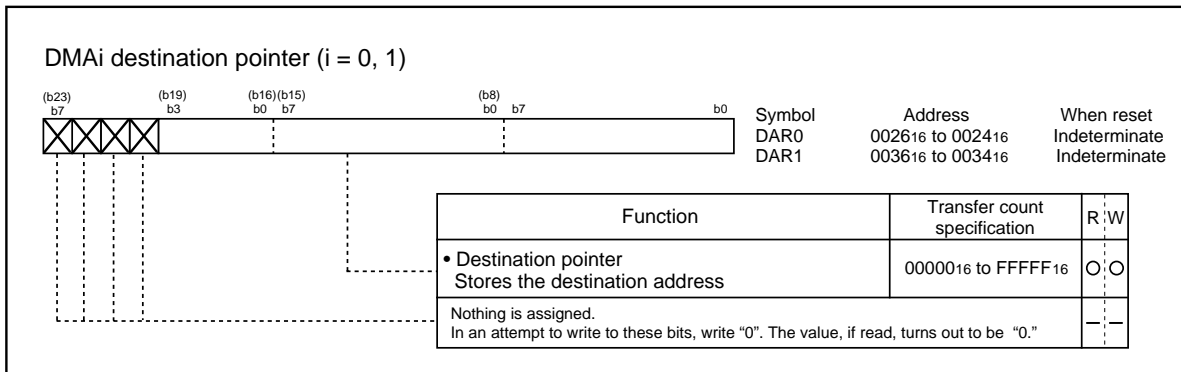 DMAi destination pointer (i = 0, 1)
(b23) (b19) (b16)(b15) (b8)
b7 b3 b0 b7 b0 b7 b0
Symbol Address When reset
DAR0 002616 to 002416 Indeterminate
DAR1 003616 to 003416 Indeterminate
Function Transfer count specification R W
• Destination pointer
Stores the destination address 0000016 to FFFFF16 O O
Nothing is assigned.
In an attempt to write to these bits, write “0”. The value, if read, turns out to be “0.” – –